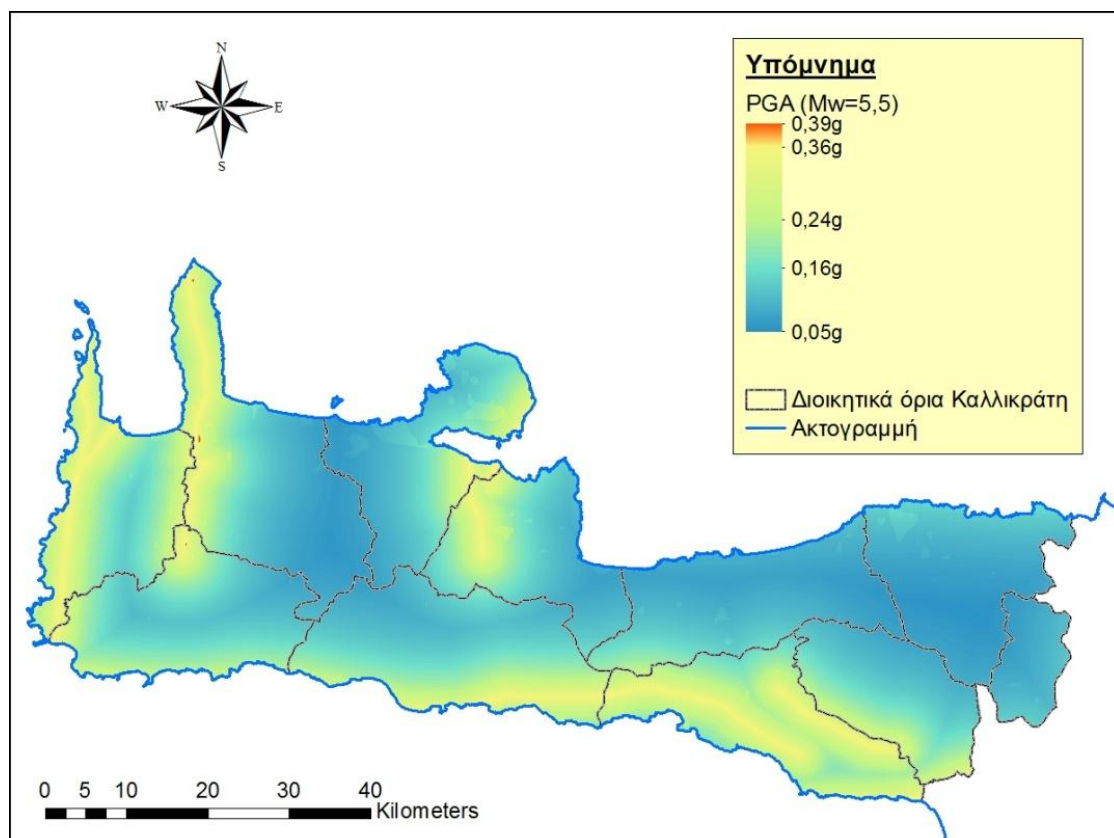 N
W E
S
Υπόμνημα
PGA (Mw=5,5)
0,39g
0,36g
0,24g
0,16g
0,05g
Διοικητικά όρια Καλλικράτη
Ακτογραμμή
0 5 10 20 30 40
Kilometers